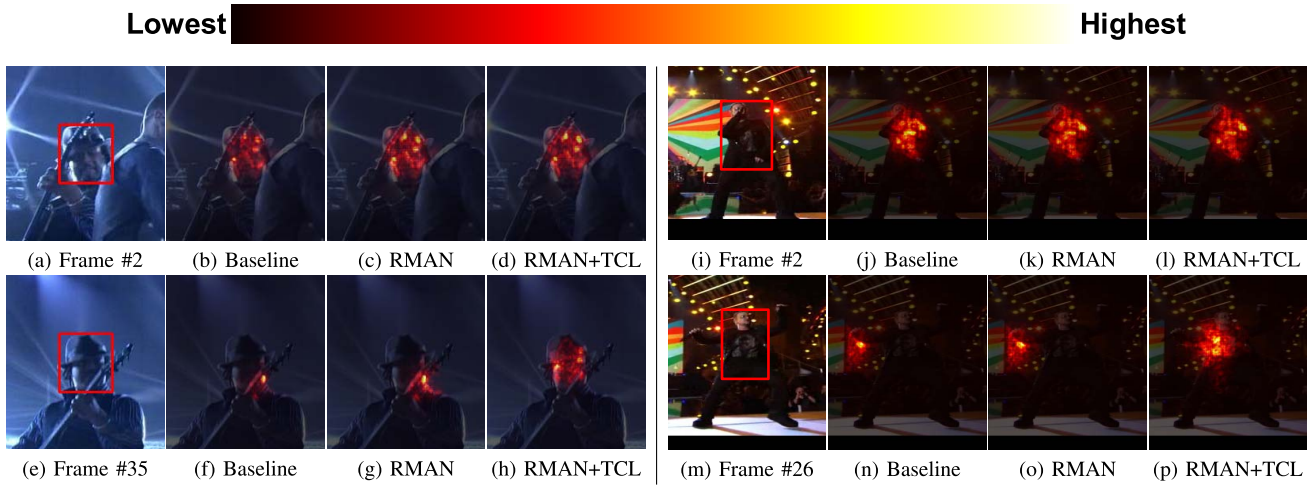 Lowest Highest
(a) Frame #2 (b) Baseline (c) RMAN (d) RMAN+TCL (i) Frame #2 (j) Baseline (k) RMAN (l) RMAN+TCL
(e) Frame #35 (f) Baseline (g) RMAN (h) RMAN+TCL (m) Frame #26 (n) Baseline (o) RMAN (p) RMAN+TCL